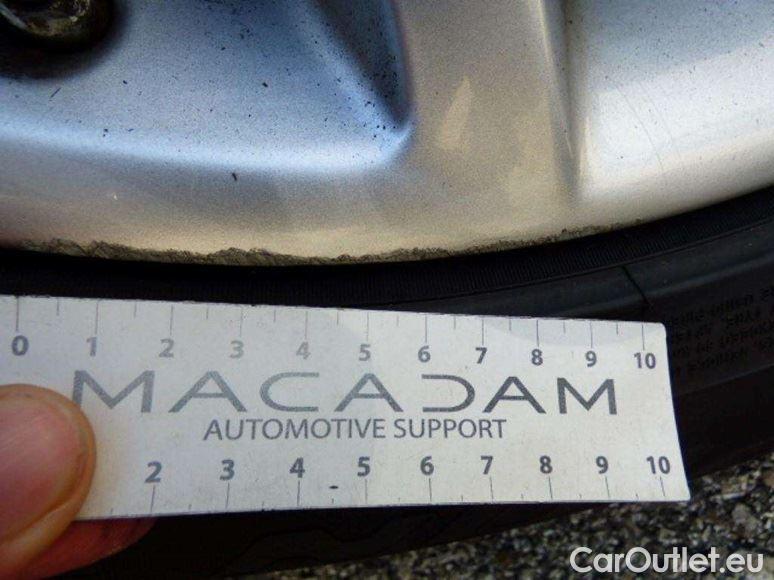 0 1 2 3 4 5 6 7 8 9 10
MACADAM
AUTOMOTIVE SUPPORT
2 3 4 5 6 7 8 9 10
CarOutlet.eu